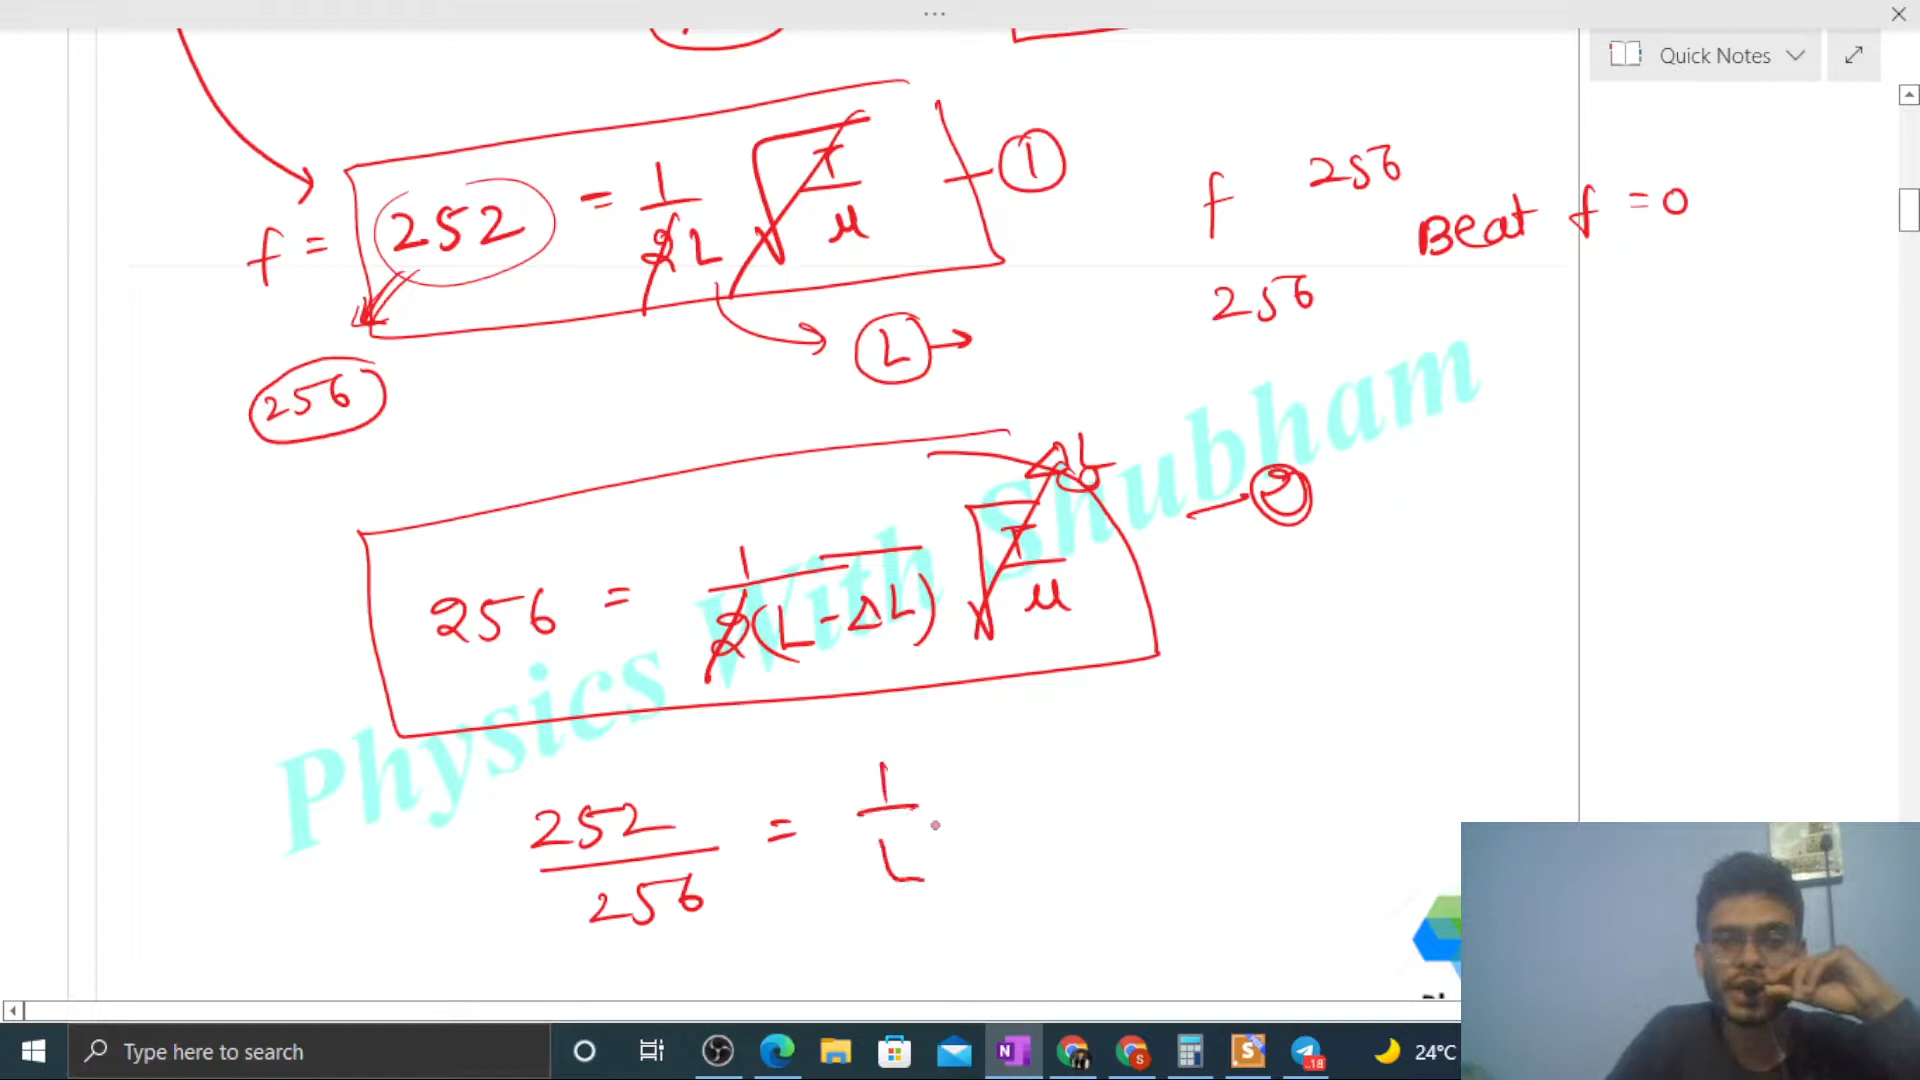 Quick Notes
f = 252 = 1/2L √T/μ ①
f 256
Beat f = 0
256
L →
256
256 = 1/2(L-ΔL) √T/μ ②
252/256 = 1/L
Physics With Shubham
Type here to search
24°C